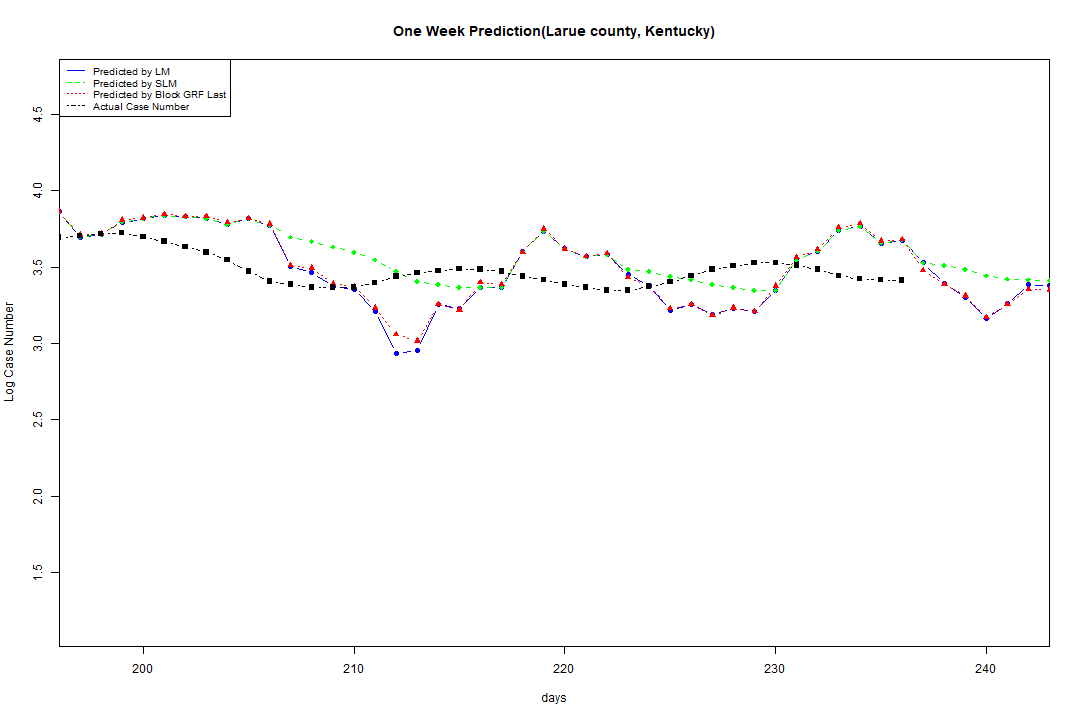 One Week Prediction(Larue county, Kentucky)
Predicted by LM
Predicted by SLM
Predicted by Block GRF Last
Actual Case Number
4.5
4.0
3.5
3.0
2.5
2.0
1.5
Log Case Number
200
210
220
230
240
days